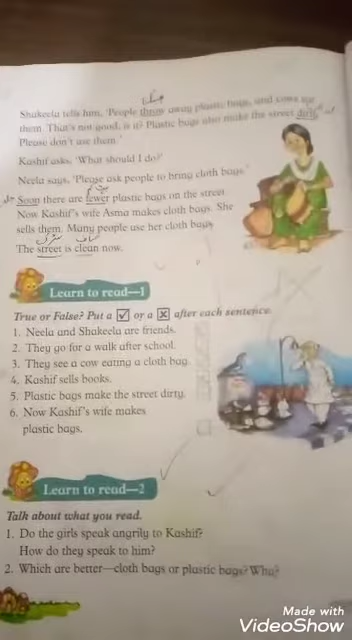 Shakeela tells him, 'People throw away plastic bags, and cows eat
them. That's not good, is it? Plastic bags also make the street dirty.
Please don't use them.'
Kashif asks, 'What should I do?'
Neela says, 'Please ask people to bring cloth bags.'
Soon there are fewer plastic bags on the street.
Now Kashif's wife Asma makes cloth bags. She
sells them. Many people use her cloth bags.
صاف
The street is clean now.
Learn to read—1
True or False? Put a ☑ or a ☒ after each sentence.
1. Neela and Shakeela are friends.
2. They go for a walk after school.
3. They see a cow eating a cloth bag.
4. Kashif sells books.
5. Plastic bags make the street dirty.
6. Now Kashif's wife makes
plastic bags.
Learn to read—2
Talk about what you read.
1. Do the girls speak angrily to Kashif?
How do they speak to him?
2. Which are better—cloth bags or plastic bags? Why?
Made with
VideoShow